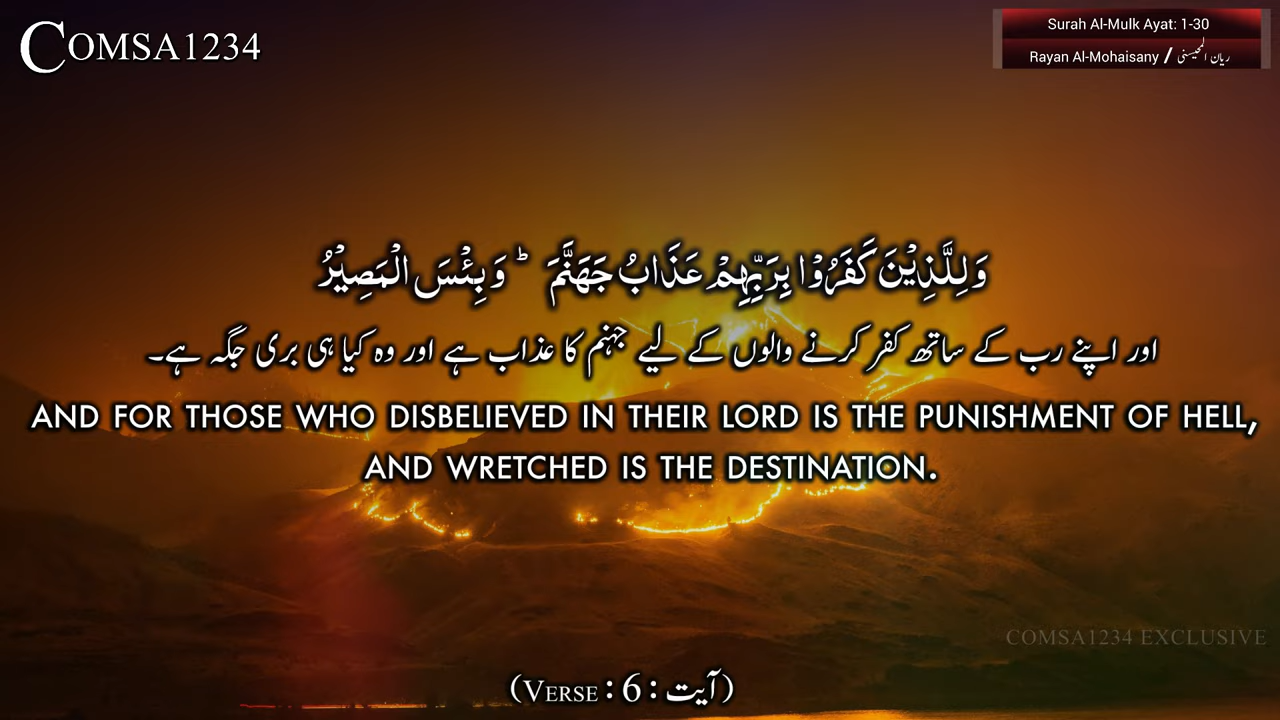 COMSA1234
Surah Al-Mulk Ayat: 1-30
Rayan Al-Mohaisany / ريان المحيسني
وَلِلَّذِيْنَ كَفَرُوْا بِرَبِّهِمْ عَذَابُ جَهَنَّمَ ؕ وَبِئْسَ الْمَصِيْرُ
اور اپنے رب کے ساتھ کفر کرنے والوں کے لیے جہنم کا عذاب ہے اور وہ کیا ہی بری جگہ ہے۔
AND FOR THOSE WHO DISBELIEVED IN THEIR LORD IS THE PUNISHMENT OF HELL,
AND WRETCHED IS THE DESTINATION.
COMSA1234 EXCLUSIVE
(VERSE : 6 : آیت)